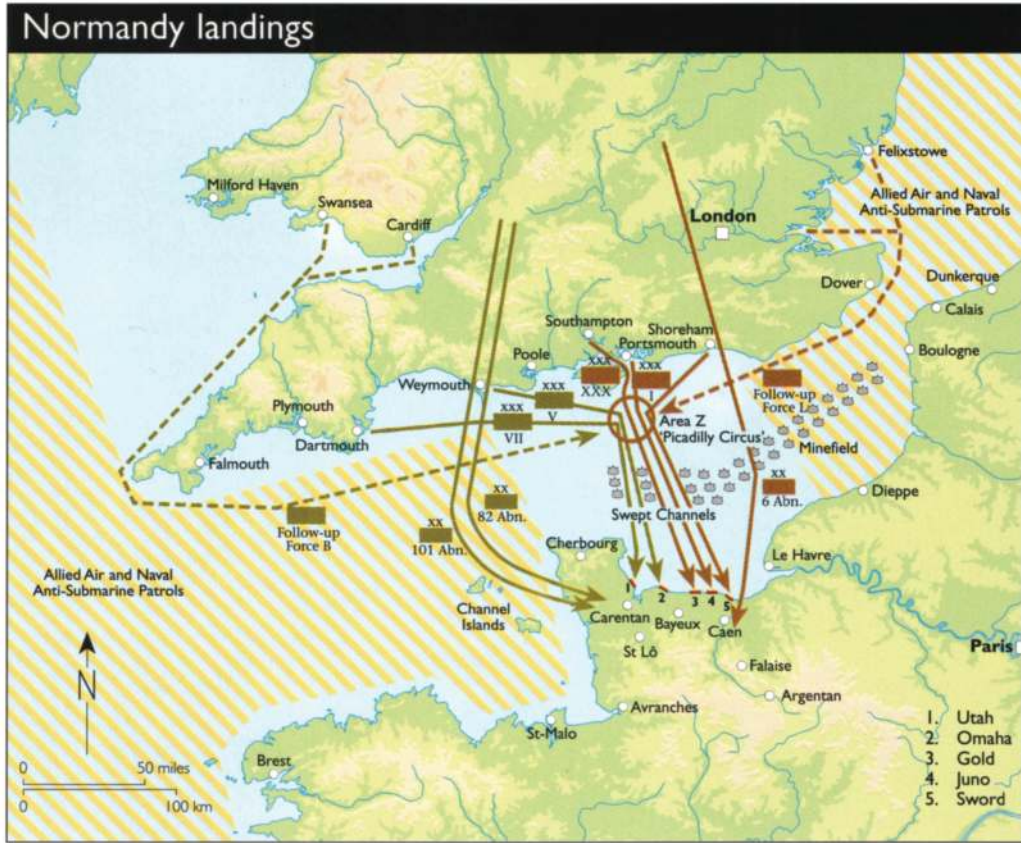 Normandy landings
Felixstowe
Milford Haven
Swansea
Cardiff
London
Allied Air and Naval
Anti-Submarine Patrols
Dover
Dunkerque
Calais
Southampton
Shoreham
Portsmouth
Poole
Boulogne
Weymouth
xxx
XXX
xxx
I
xxx
V
xxx
VII
Follow-up
Force L
Area Z
'Picadilly Circus'
Plymouth
Dartmouth
Falmouth
Minefield
xx
6 Abn.
Dieppe
Swept Channels
xx
82 Abn.
xx
101 Abn.
Follow-up
Force B
Cherbourg
Le Havre
Allied Air and Naval
Anti-Submarine Patrols
1
2
3
4
5
Channel
Islands
Carentan
Bayeux
Caen
St Lô
Paris
Falaise
Argentan
N
Avranches
St-Malo
Brest
0
50 miles
0
100 km
1. Utah
2. Omaha
3. Gold
4. Juno
5. Sword